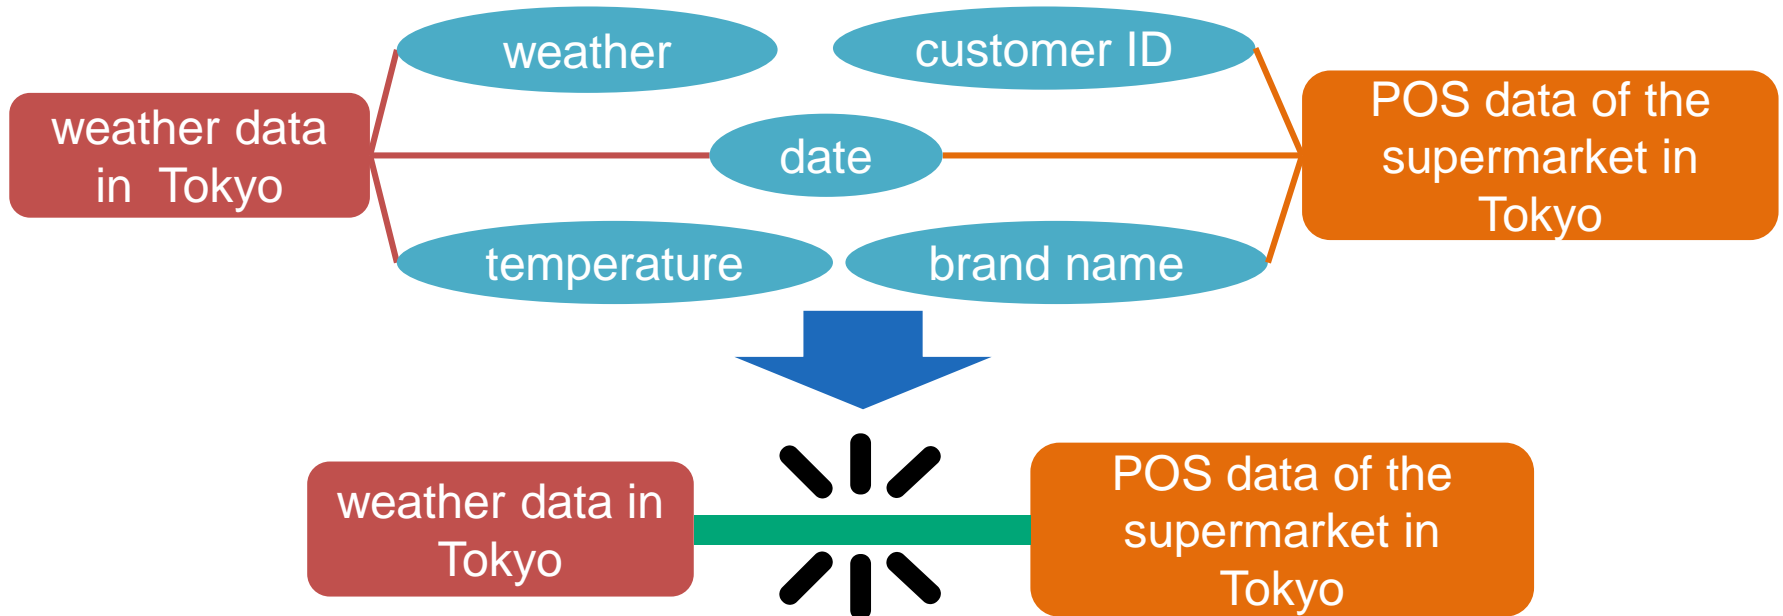 weather
customer ID
weather data
in Tokyo
date
POS data of the
supermarket in
Tokyo
temperature
brand name
weather data in
Tokyo
POS data of the
supermarket in
Tokyo